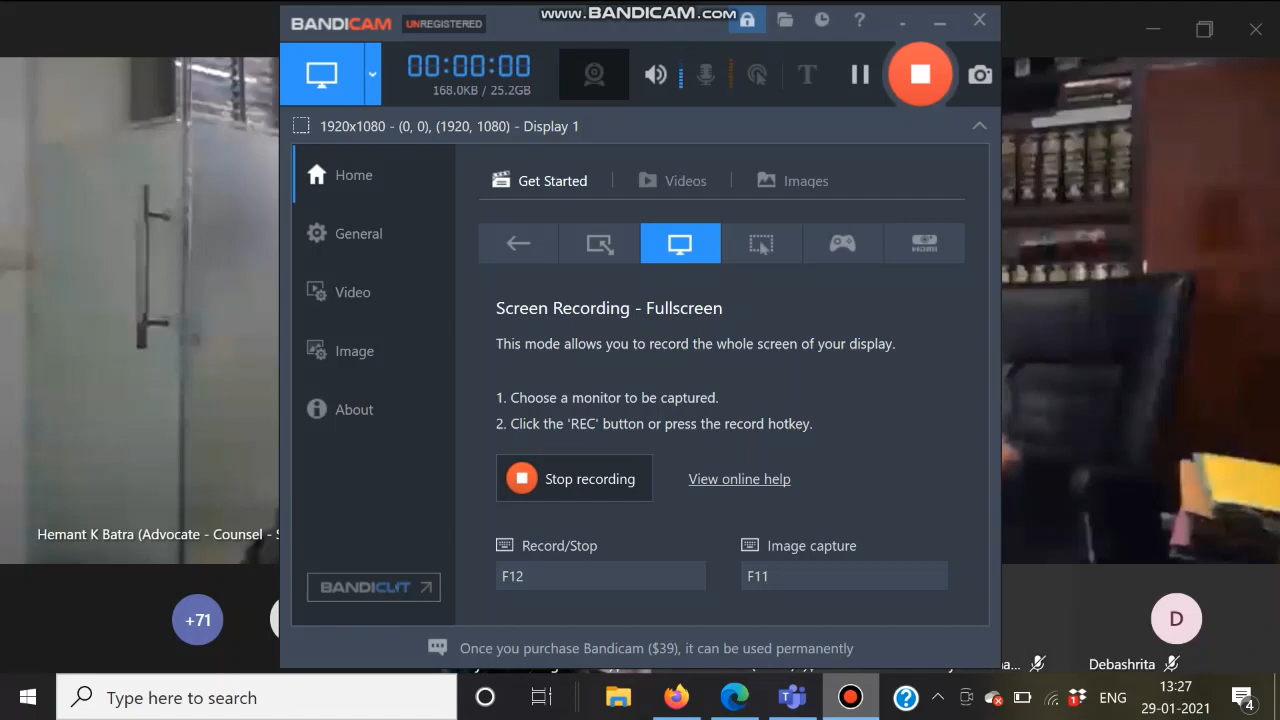 www.BANDICAM.com
BANDICAM UNREGISTERED
00:00:00
168.0KB / 25.2GB
1920x1080 - (0, 0), (1920, 1080) - Display 1
Home
General
Video
Image
About
BANDICUT
Get Started
Videos
Images
HDMI
Screen Recording - Fullscreen
This mode allows you to record the whole screen of your display.
1. Choose a monitor to be captured.
2. Click the 'REC' button or press the record hotkey.
Stop recording
View online help
Record/Stop
F12
Image capture
F11
Once you purchase Bandicam ($39), it can be used permanently
Hemant K Batra (Advocate - Counsel -
+71
D
Debashrita
Type here to search
1
ENG
13:27
29-01-2021
4